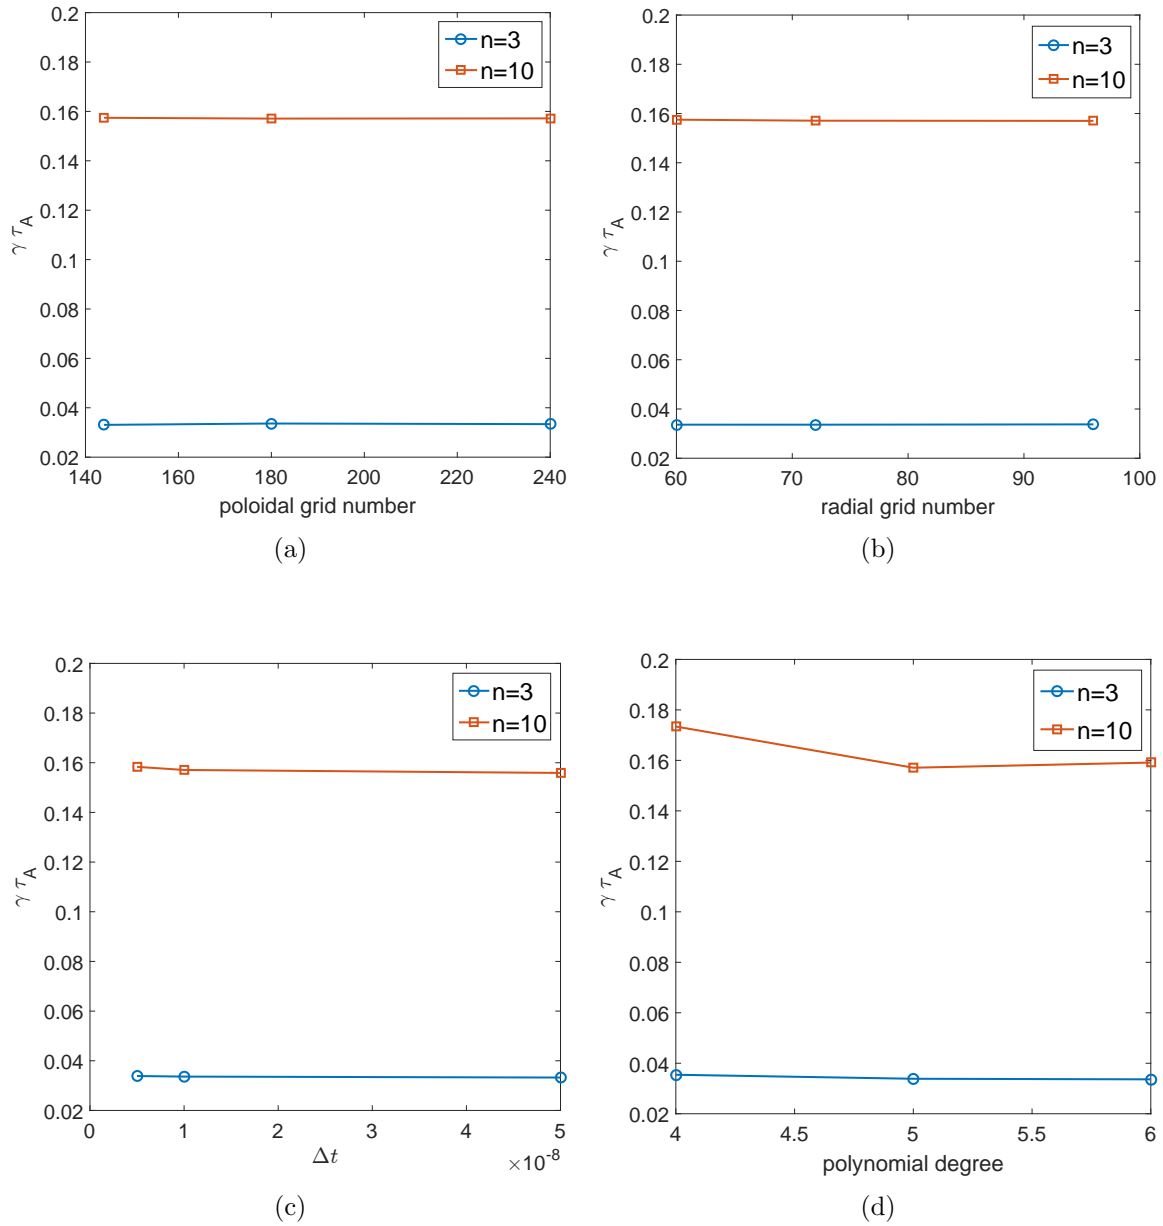 0.2
0.18
0.16
0.14
0.12
0.1
0.08
0.06
0.04
0.02
γ τA
140 160 180 200 220 240
poloidal grid number
n=3
n=10
(a)
0.2
0.18
0.16
0.14
0.12
0.1
0.08
0.06
0.04
0.02
γ τA
60 70 80 90 100
radial grid number
n=3
n=10
(b)
0.2
0.18
0.16
0.14
0.12
0.1
0.08
0.06
0.04
0.02
γ τA
0 1 2 3 4 5
Δt
×10-8
n=3
n=10
(c)
0.2
0.18
0.16
0.14
0.12
0.1
0.08
0.06
0.04
0.02
γ τA
4 4.5 5 5.5 6
polynomial degree
n=3
n=10
(d)